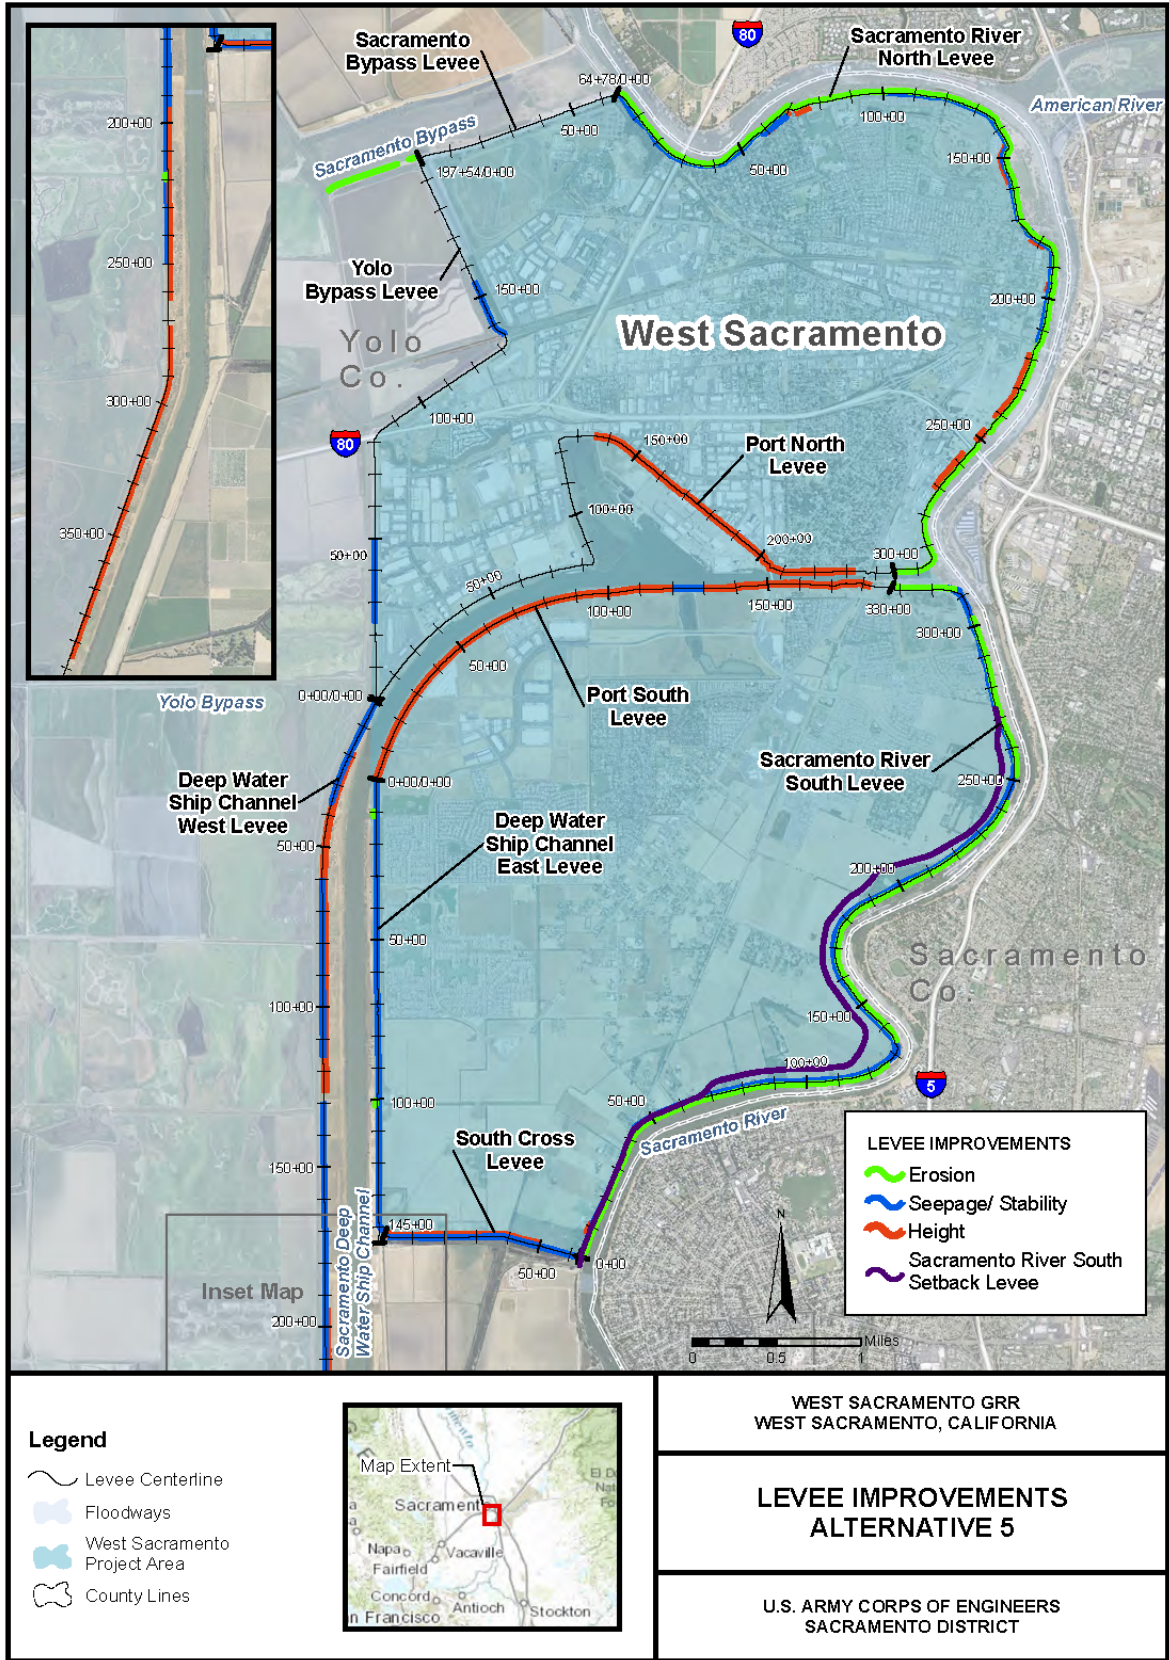 200+00
250+00
300+00
350+00
80
Sacramento
Bypass Levee
Sacramento River
North Levee
64+78/0+00
50+00
American River
100+00
Sacramento Bypass
197+54/0+00
50+00
150+00
Yolo
Bypass Levee
150+00
200+00
West Sacramento
Yolo
Co.
100+00
80
250+00
150+00
Port North
Levee
100+00
200+00
50+00
300+00
50+00
100+00
150+00
330+00
300+00
50+00
Port South
Levee
Yolo Bypass
0+00/0+00
Sacramento River
South Levee
250+00
Deep Water
Ship Channel
West Levee
0+00/0+00
Deep Water
Ship Channel
East Levee
50+00
200+00
50+00
Sacramento
Co.
100+00
150+00
100+00
5
100+00
50+00
Sacramento River
South Cross
Levee
150+00
145+00
Sacramento Deep
Water Ship Channel
50+00
0+00
Inset Map
200+00
LEVEE IMPROVEMENTS
Erosion
Seepage/ Stability
Height
Sacramento River South
Setback Levee
N
Miles
0
0.5
1
Legend
Levee Centerline
Floodways
West Sacramento
Project Area
County Lines
Map Extent
Sacrament
El D
Nat
Fo
Napa
Vacaville
Fairfield
Concord
Antioch
Stockton
n Francisco
WEST SACRAMENTO GRR
WEST SACRAMENTO, CALIFORNIA
LEVEE IMPROVEMENTS
ALTERNATIVE 5
U.S. ARMY CORPS OF ENGINEERS
SACRAMENTO DISTRICT